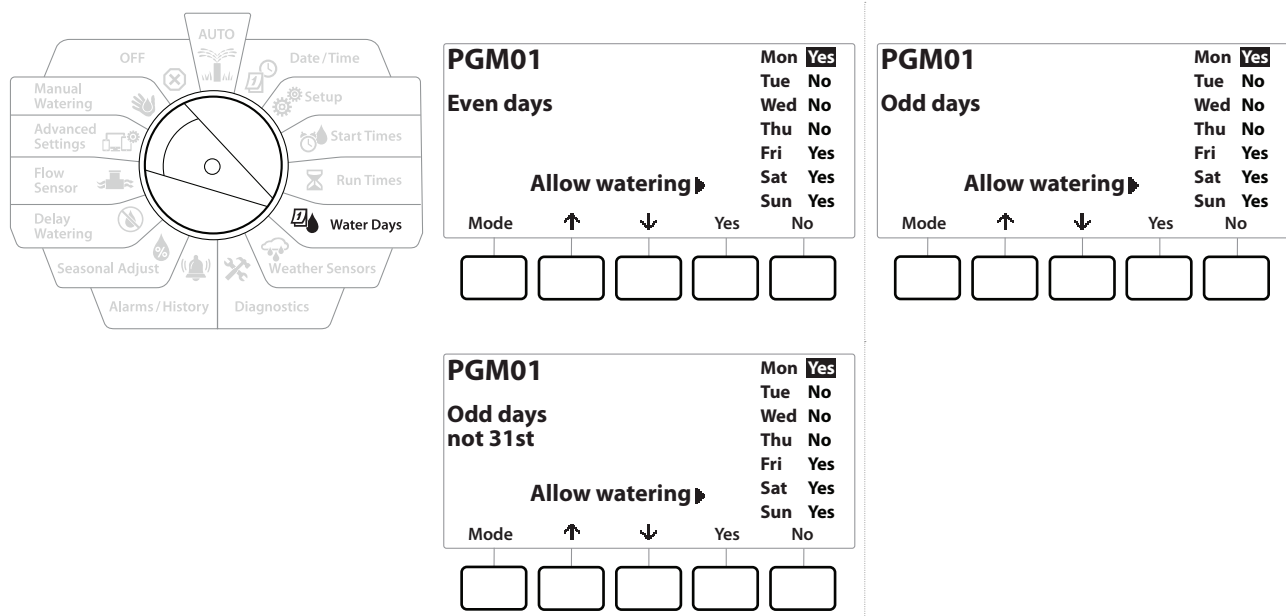 AUTO
OFF
Date/Time
Manual
Watering
Setup
Advanced
Settings
Start Times
Flow
Sensor
Run Times
Delay
Watering
Water Days
Seasonal Adjust
Weather Sensors
Alarms/History
Diagnostics
PGM01
Even days
Allow watering
Mon Yes
Tue No
Wed No
Thu No
Fri Yes
Sat Yes
Sun Yes
Mode ↑ ↓ Yes No
PGM01
Odd days
Allow watering
Mon Yes
Tue No
Wed No
Thu No
Fri Yes
Sat Yes
Sun Yes
Mode ↑ ↓ Yes No
PGM01
Odd days
not 31st
Allow watering
Mon Yes
Tue No
Wed No
Thu No
Fri Yes
Sat Yes
Sun Yes
Mode ↑ ↓ Yes No